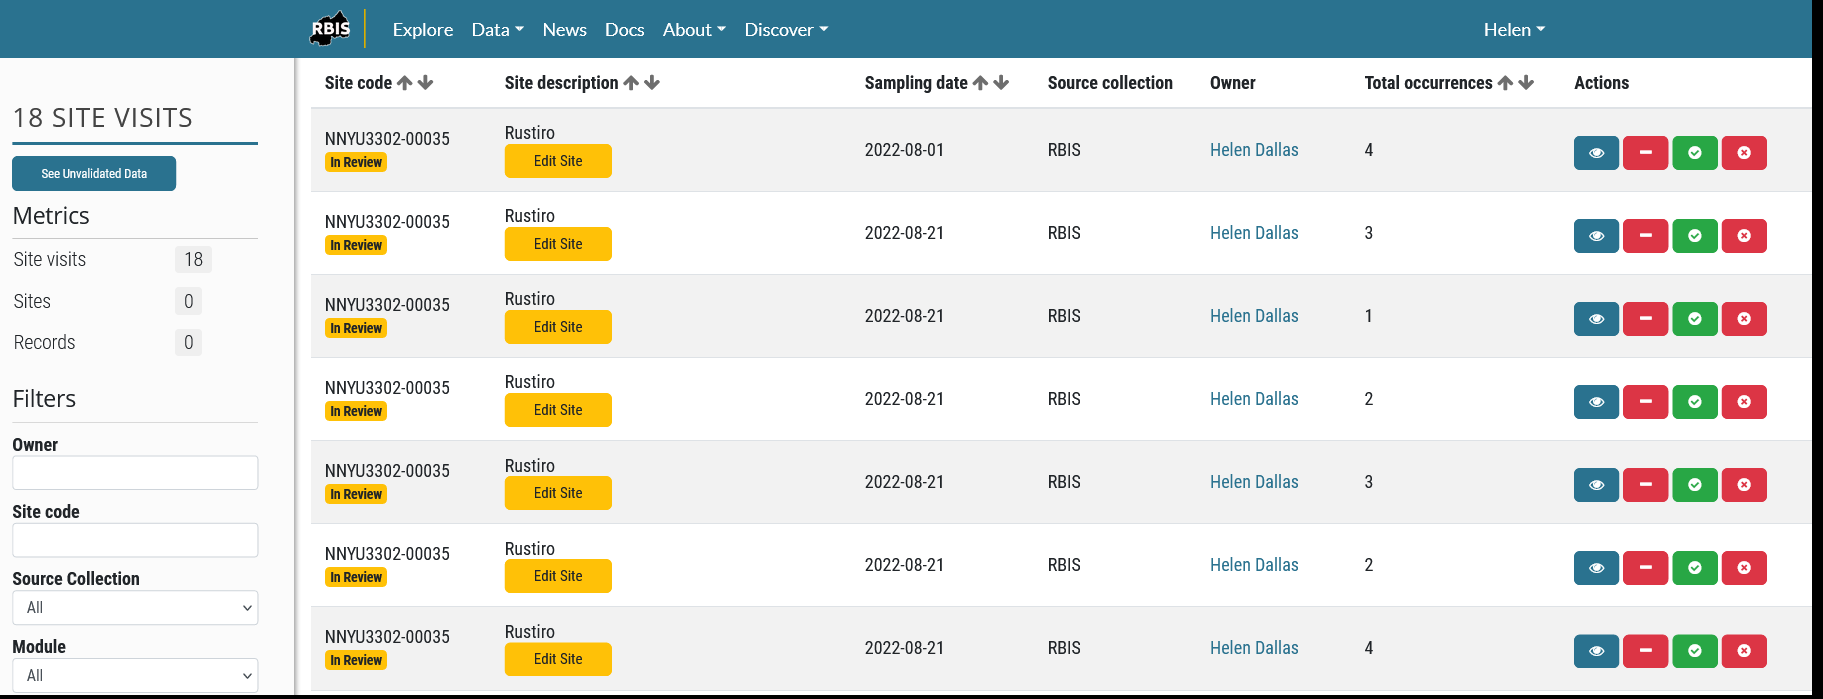 RBIS Explore Data News Docs About Discover Helen
18 SITE VISITS
See Unvalidated Data
Metrics
Site visits 18
Sites 0
Records 0
Filters
Owner
Site code
Source Collection
All
Module
All
Site code Site description Sampling date Source collection Owner Total occurrences Actions
NNYU3302-00035
In Review
Rustiro
Edit Site
2022-08-01 RBIS Helen Dallas 4
NNYU3302-00035
In Review
Rustiro
Edit Site
2022-08-21 RBIS Helen Dallas 3
NNYU3302-00035
In Review
Rustiro
Edit Site
2022-08-21 RBIS Helen Dallas 1
NNYU3302-00035
In Review
Rustiro
Edit Site
2022-08-21 RBIS Helen Dallas 2
NNYU3302-00035
In Review
Rustiro
Edit Site
2022-08-21 RBIS Helen Dallas 3
NNYU3302-00035
In Review
Rustiro
Edit Site
2022-08-21 RBIS Helen Dallas 2
NNYU3302-00035
In Review
Rustiro
Edit Site
2022-08-21 RBIS Helen Dallas 4